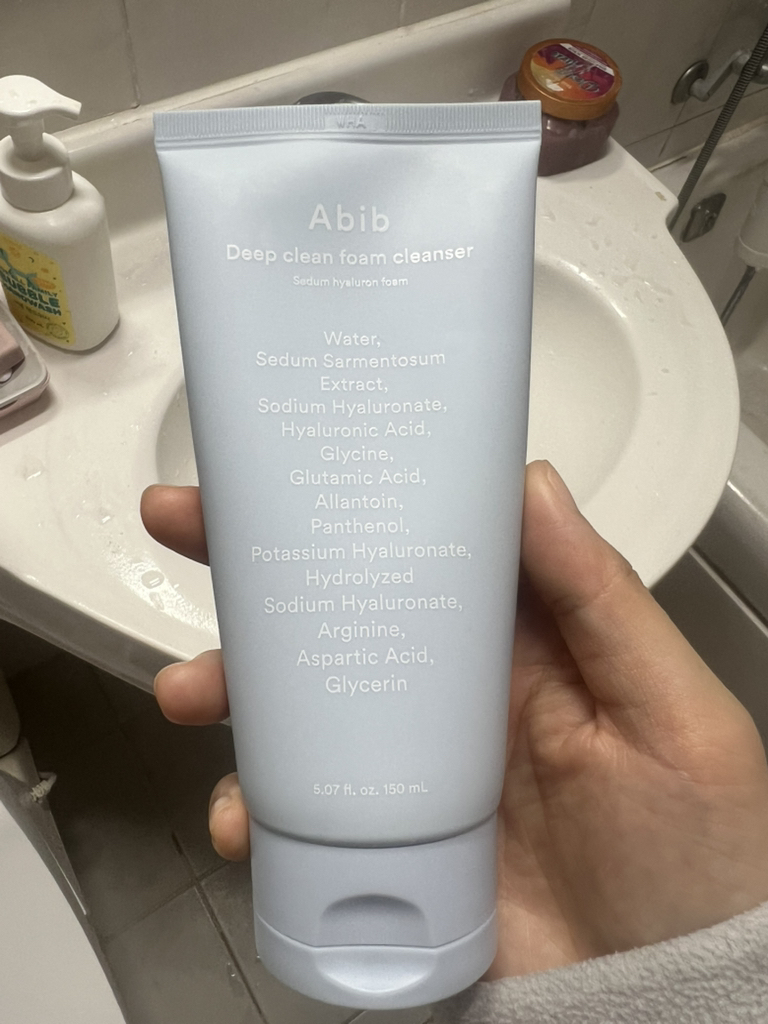 Abib
Deep clean foam cleanser
Sedum hyaluron foam
Water,
Sedum Sarmentosum
Extract,
Sodium Hyaluronate,
Hyaluronic Acid,
Glycine,
Glutamic Acid,
Allantoin,
Panthenol,
Potassium Hyaluronate,
Hydrolyzed
Sodium Hyaluronate,
Arginine,
Aspartic Acid,
Glycerin
5.07 fl. oz. 150 mL